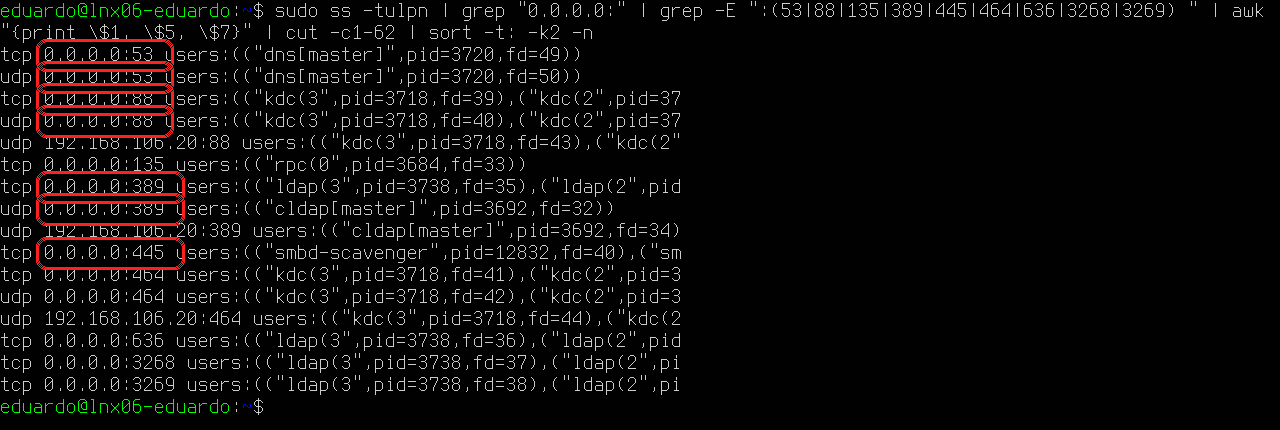 eduardo@lnx06-eduardo:~$ sudo ss -tulpn | grep "0.0.0.0:" | grep -E ":(53|88|135|389|445|464|636|3268|3269) " | awk
"{print \$1, \$5, \$7}" | cut -c1-62 | sort -t: -k2 -n
tcp 0.0.0.0:53 users:(("dns[master]",pid=3720,fd=49))
udp 0.0.0.0:53 users:(("dns[master]",pid=3720,fd=50))
tcp 0.0.0.0:88 users:(("kdc(3",pid=3718,fd=39),("kdc(2",pid=37
udp 0.0.0.0:88 users:(("kdc(3",pid=3718,fd=40),("kdc(2",pid=37
udp 192.168.106.20:88 users:(("kdc(3",pid=3718,fd=43),("kdc(2"
tcp 0.0.0.0:135 users:(("rpc(0",pid=3684,fd=33))
tcp 0.0.0.0:389 users:(("ldap(3",pid=3738,fd=35),("ldap(2",pid
udp 0.0.0.0:389 users:(("cldap[master]",pid=3692,fd=32))
udp 192.168.106.20:389 users:(("cldap[master]",pid=3692,fd=34)
tcp 0.0.0.0:445 users:(("smbd-scavenger",pid=12832,fd=40),("sm
tcp 0.0.0.0:464 users:(("kdc(3",pid=3718,fd=41),("kdc(2",pid=3
udp 0.0.0.0:464 users:(("kdc(3",pid=3718,fd=42),("kdc(2",pid=3
udp 192.168.106.20:464 users:(("kdc(3",pid=3718,fd=44),("kdc(2
tcp 0.0.0.0:636 users:(("ldap(3",pid=3738,fd=36),("ldap(2",pid
tcp 0.0.0.0:3268 users:(("ldap(3",pid=3738,fd=37),("ldap(2",pi
tcp 0.0.0.0:3269 users:(("ldap(3",pid=3738,fd=38),("ldap(2",pi
eduardo@lnx06-eduardo:~$